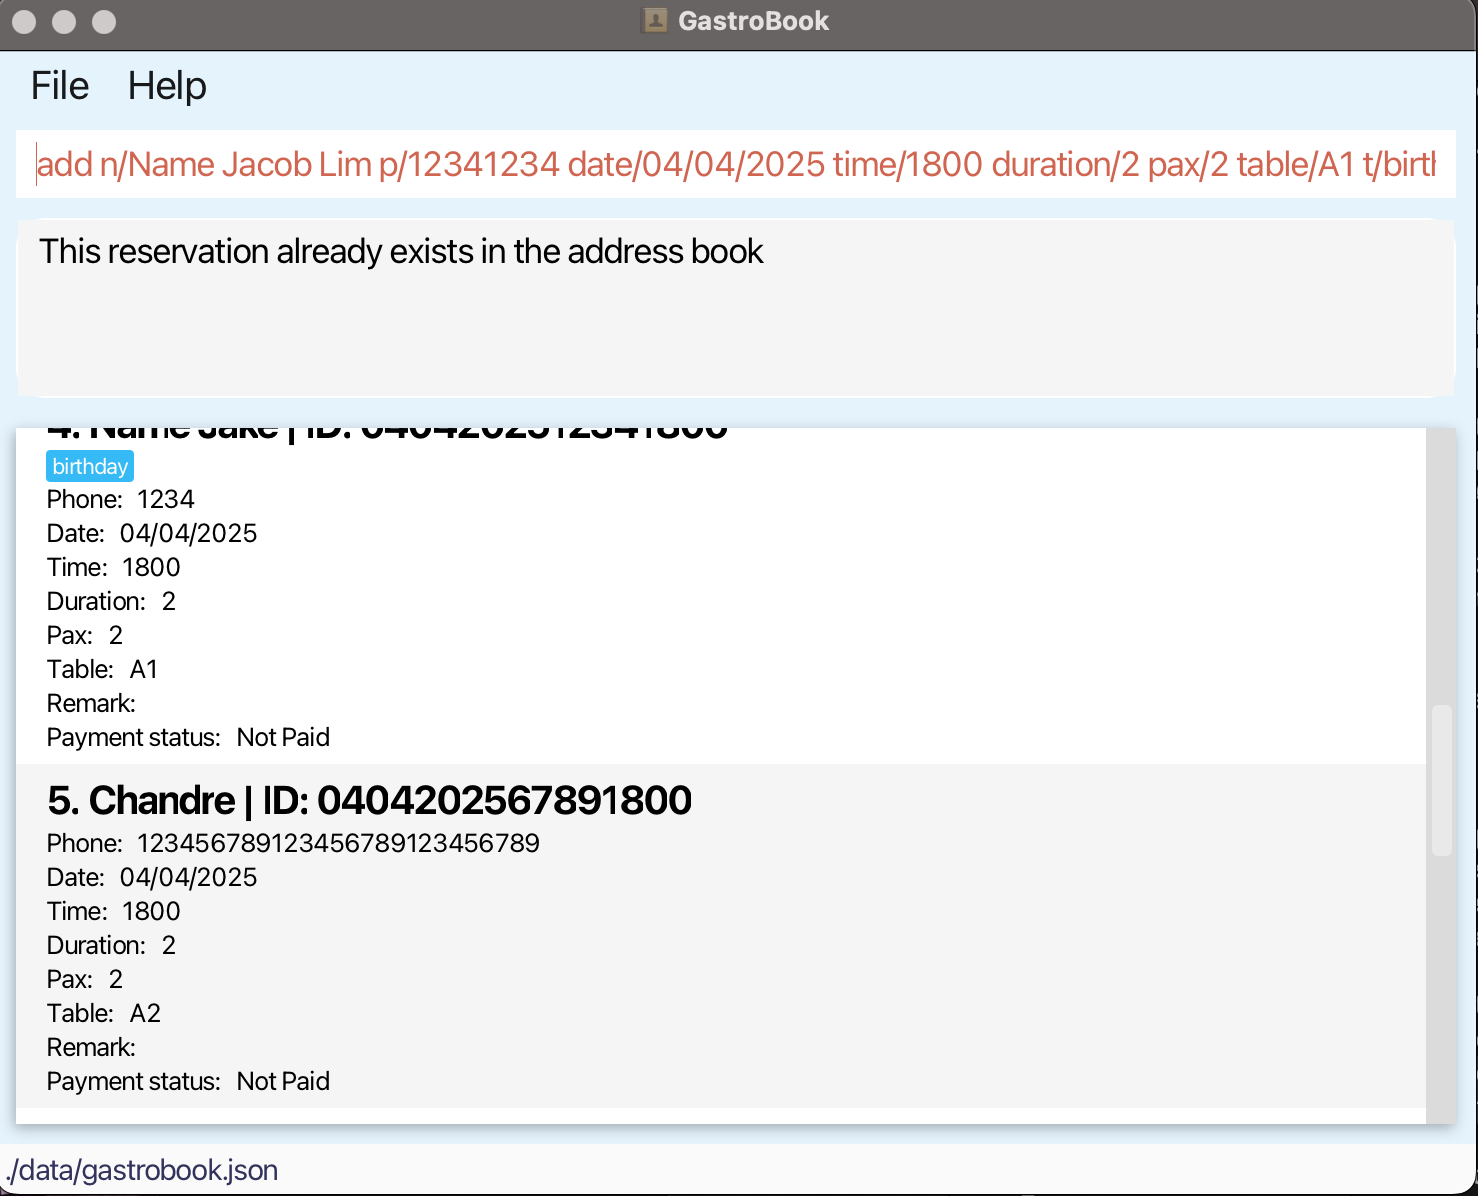 GastroBook
File Help
add n/Name Jacob Lim p/12341234 date/04/04/2025 time/1800 duration/2 pax/2 table/A1 t/birth
This reservation already exists in the address book
4. Name Jake | ID: 0404202512341800
birthday
Phone: 1234
Date: 04/04/2025
Time: 1800
Duration: 2
Pax: 2
Table: A1
Remark:
Payment status: Not Paid
5. Chandre | ID: 0404202567891800
Phone: 123456789123456789123456789
Date: 04/04/2025
Time: 1800
Duration: 2
Pax: 2
Table: A2
Remark:
Payment status: Not Paid
./data/gastrobook.json